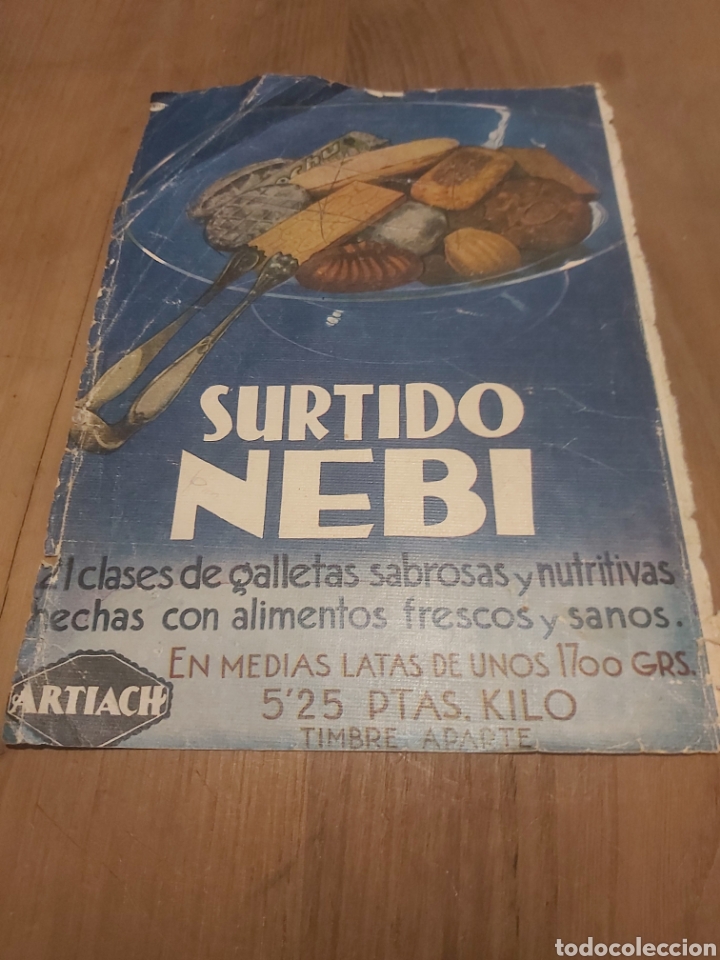 SURTIDO
NEBI
21 clases de galletas sabrosas y nutritivas
hechas con alimentos frescos y sanos.
EN MEDIAS LATAS DE UNOS 1700 GRS.
ARTIACH
5'25 PTAS. KILO
TIMBRE APARTE
todocoleccion